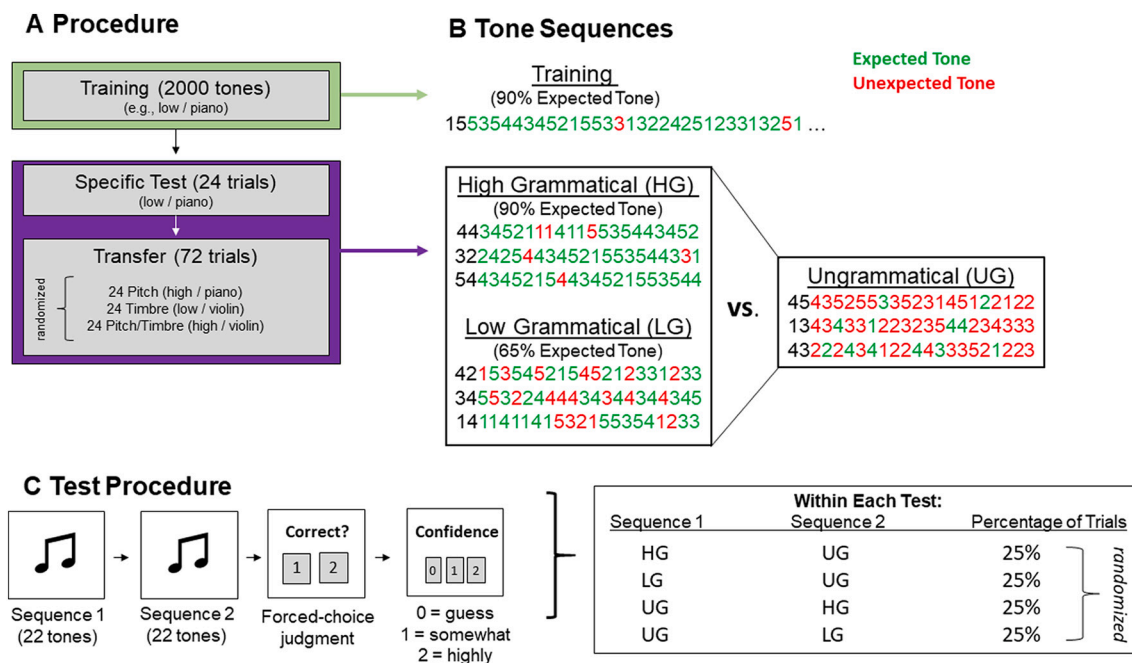 A Procedure
Training (2000 tones)
(e.g., low / piano)
Specific Test (24 trials)
(low / piano)
Transfer (72 trials)
randomized
24 Pitch (high / piano)
24 Timbre (low / violin)
24 Pitch/Timbre (high / violin)
B Tone Sequences
Expected Tone
Unexpected Tone
Training
(90% Expected Tone)
155354434521553331322425123313251 ...
High Grammatical (HG)
(90% Expected Tone)
4434521114115535443452
3224254434521553544331
5443452154434521553544
Low Grammatical (LG)
(65% Expected Tone)
4215354521545212331233
3455322444434344344345
1411411415321553541233
vs.
Ungrammatical (UG)
4543525533523145122122
1343433122323544234333
4322243412244333521223
C Test Procedure
Sequence 1
(22 tones)
Sequence 2
(22 tones)
Correct?
1 2
Forced-choice
judgment
Confidence
0 1 2
0 = guess
1 = somewhat
2 = highly
Within Each Test:
Sequence 1 Sequence 2 Percentage of Trials
HG UG 25%
LG UG 25%
UG HG 25%
UG LG 25%
randomized